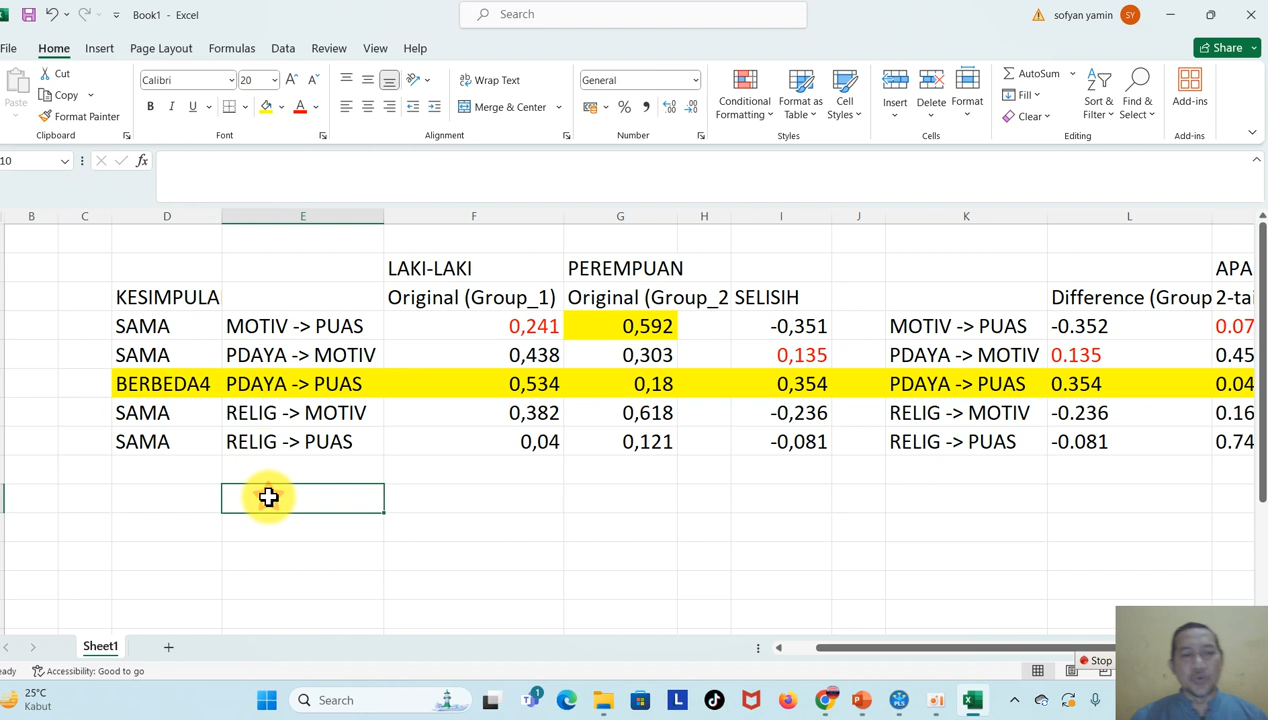 Book1 - Excel
Search
sofyan yamin
SY
File Home Insert Page Layout Formulas Data Review View Help
Share
Paste
Cut
Copy
Format Painter
Clipboard
Calibri 20
B I U
Font
Wrap Text
Merge & Center
Alignment
General
Number
Conditional Formatting
Format as Table
Cell Styles
Styles
Insert Delete Format
Cells
AutoSum
Fill
Clear
Sort & Filter
Find & Select
Editing
Add-ins
Add-ins
10
fx
B C D E F G H I J K L
LAKI-LAKI PEREMPUAN APA
KESIMPULA Original (Group_1) Original (Group_2 SELISIH Difference (Group 2-tai
SAMA MOTIV -> PUAS 0,241 0,592 -0,351 MOTIV -> PUAS -0.352 0.07
SAMA PDAYA -> MOTIV 0,438 0,303 0,135 PDAYA -> MOTIV 0.135 0.45
BERBEDA4 PDAYA -> PUAS 0,534 0,18 0,354 PDAYA -> PUAS 0.354 0.04
SAMA RELIG -> MOTIV 0,382 0,618 -0,236 RELIG -> MOTIV -0.236 0.16
SAMA RELIG -> PUAS 0,04 0,121 -0,081 RELIG -> PUAS -0.081 0.74
Sheet1
Stop
eady Accessibility: Good to go
25°C
Kabut
Search
1
L
PLS